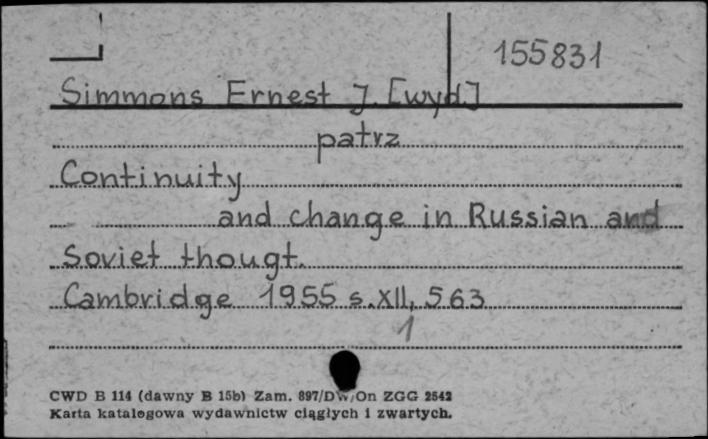 155831
Simmons Ernest J. [wyd.]
patrz
Continuity
and change in Russian and
Soviet thougt.
Cambridge 1955 s. XII, 563
1
CWD B 114 (dawny B 15b) Zam. 897/DW/On ZGG 2542
Karta katalogowa wydawnictw ciągłych i zwartych.